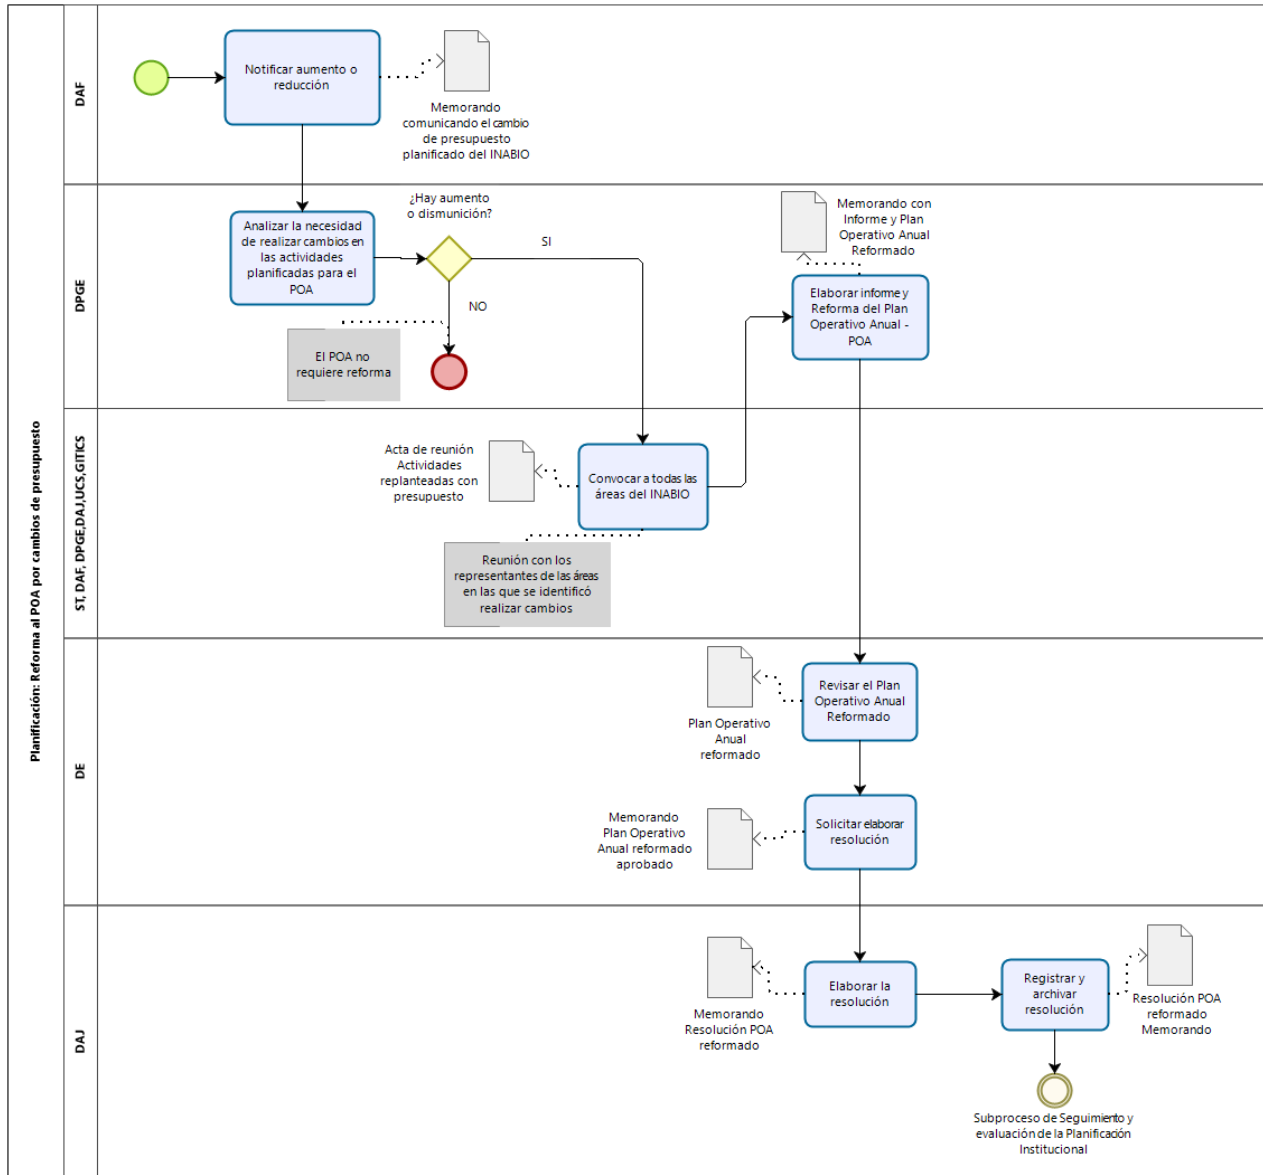 Planificación: Reforma al POA por cambios de presupuesto
DAF
Notificar aumento o
reducción
Memorando
comunicando el cambio
de presupuesto
planificado del INABIO
DPGE
Analizar la necesidad
de realizar cambios en
las actividades
planificadas para el
POA
¿Hay aumento
o dismunición?
SI
NO
El POA no
requiere reforma
Memorando con
Informe y Plan
Operativo Anual
Reformado
Elaborar informe y
Reforma del Plan
Operativo Anual -
POA
ST, DAF, DPGE,DAJ,UCS,GITICS
Acta de reunión
Actividades
replanteadas con
presupuesto
Convocar a todas las
áreas del INABIO
Reunión con los
representantes de las áreas
en las que se identificó
realizar cambios
DE
Revisar el Plan
Operativo Anual
Reformado
Plan Operativo
Anual
reformado
Solicitar elaborar
resolución
Memorando
Plan Operativo
Anual reformado
aprobado
DAJ
Elaborar la
resolución
Memorando
Resolución POA
reformado
Registrar y
archivar
resolución
Resolución POA
reformado
Memorando
Subproceso de Seguimiento y
evaluación de la Planificación
Institucional